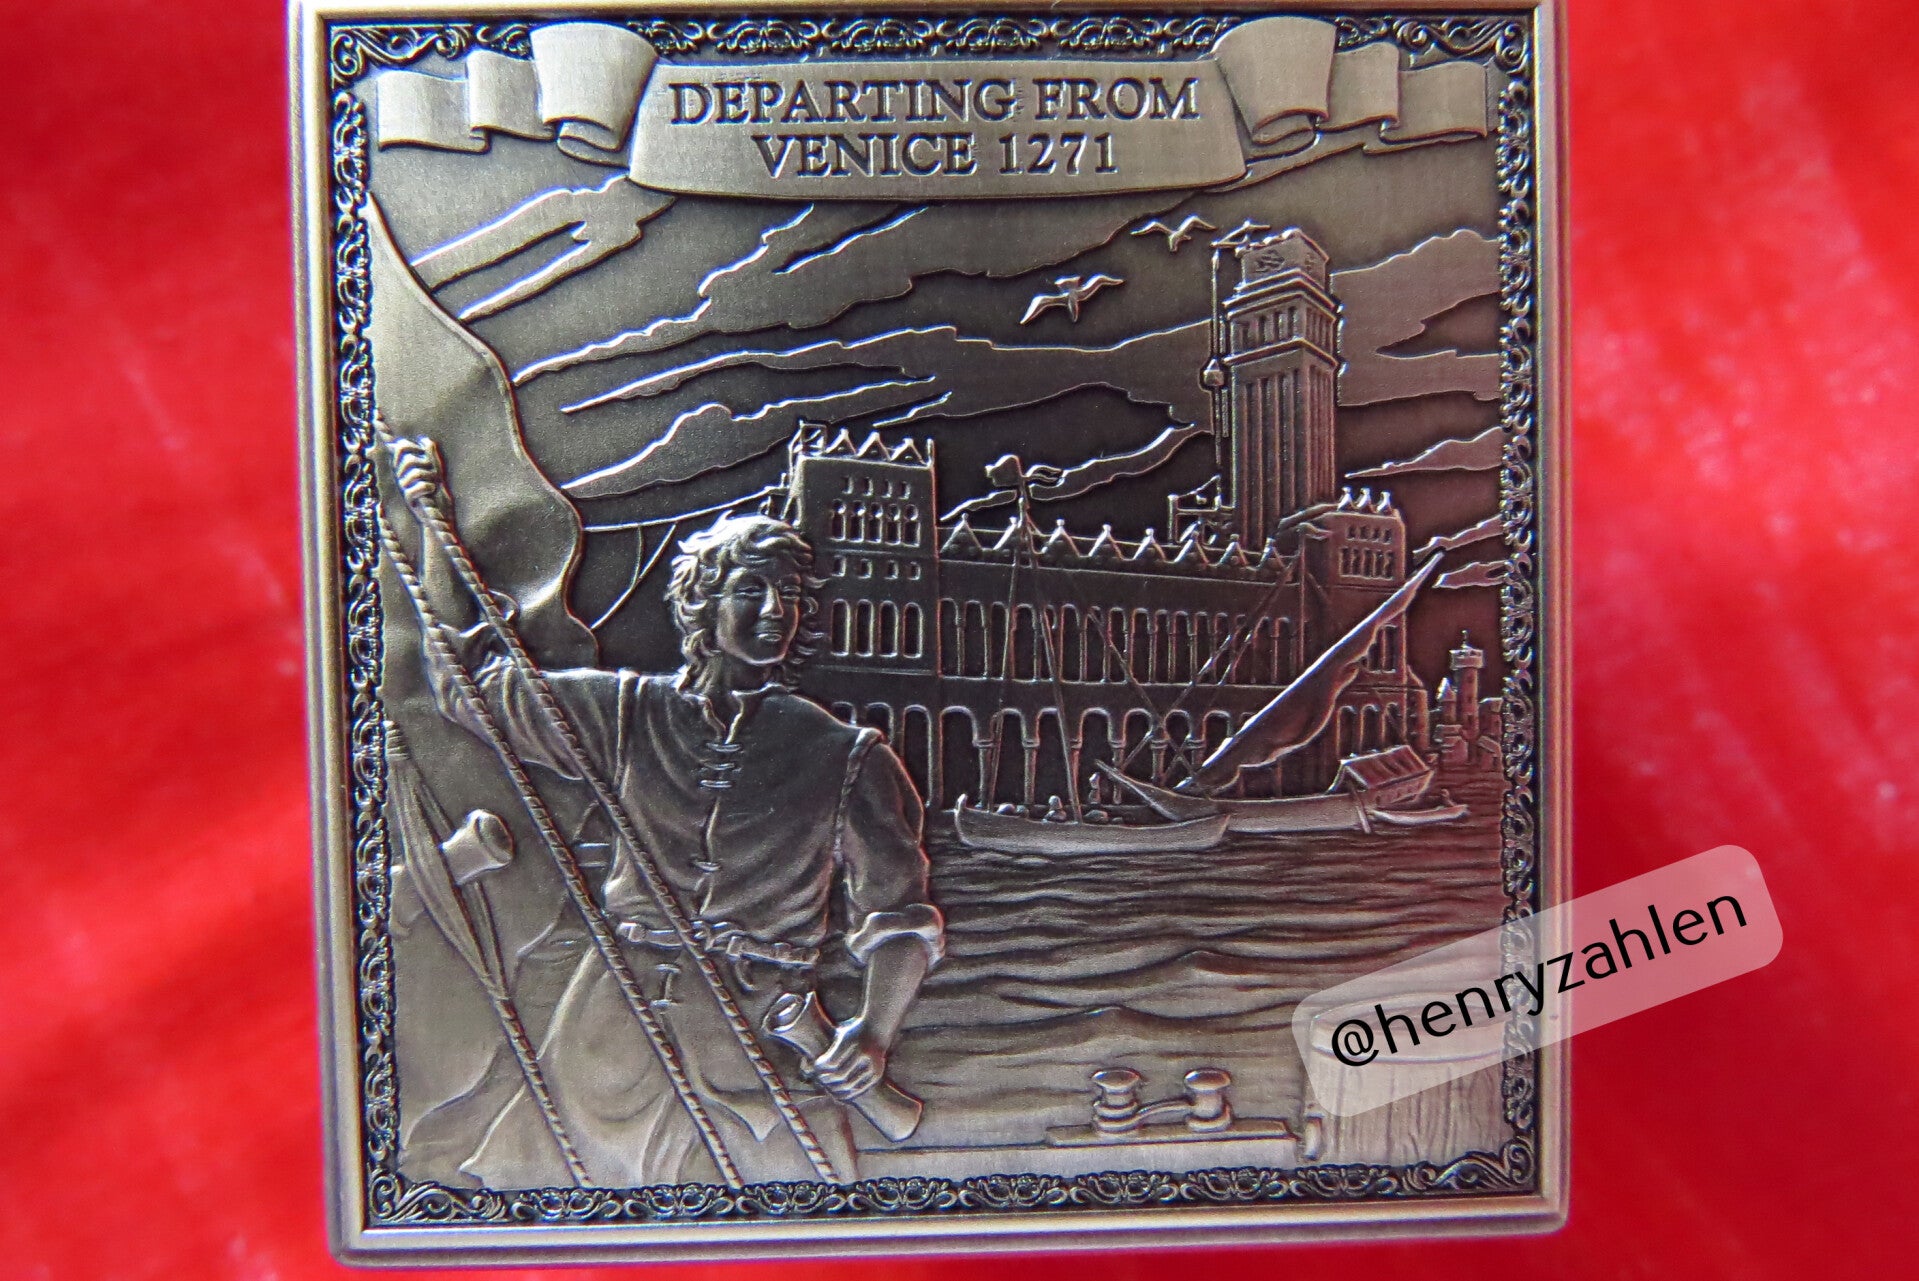 DEPARTING FROM
VENICE 1271
@henryzahlen